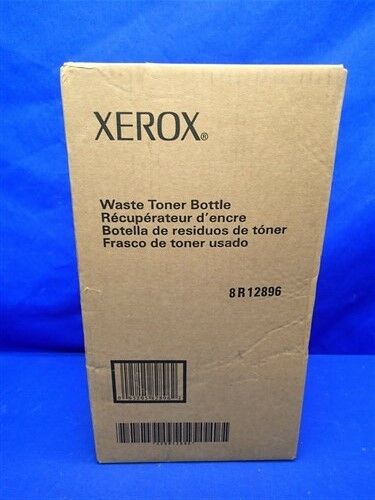 XEROX®
Waste Toner Bottle
Récupérateur d'encre
Botella de residuos de tóner
Frasco de toner usado
8R12896